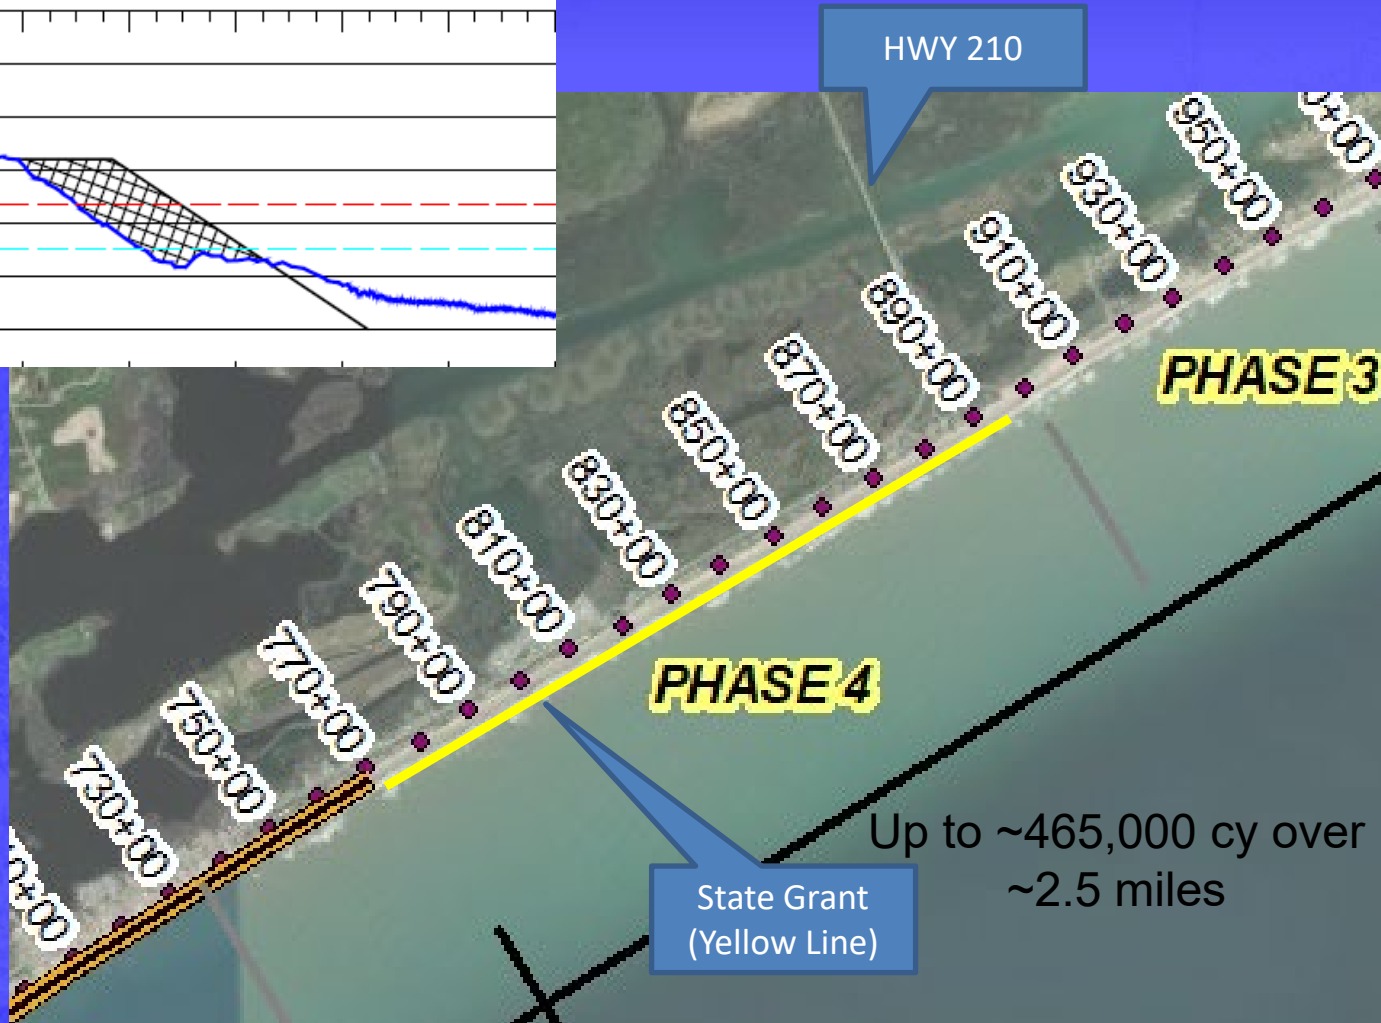 HWY 210
950+00
930+00
910+00
890+00
870+00
850+00
830+00
810+00
790+00
770+00
750+00
730+00
PHASE 3
PHASE 4
Up to ~465,000 cy over
~2.5 miles
State Grant
(Yellow Line)